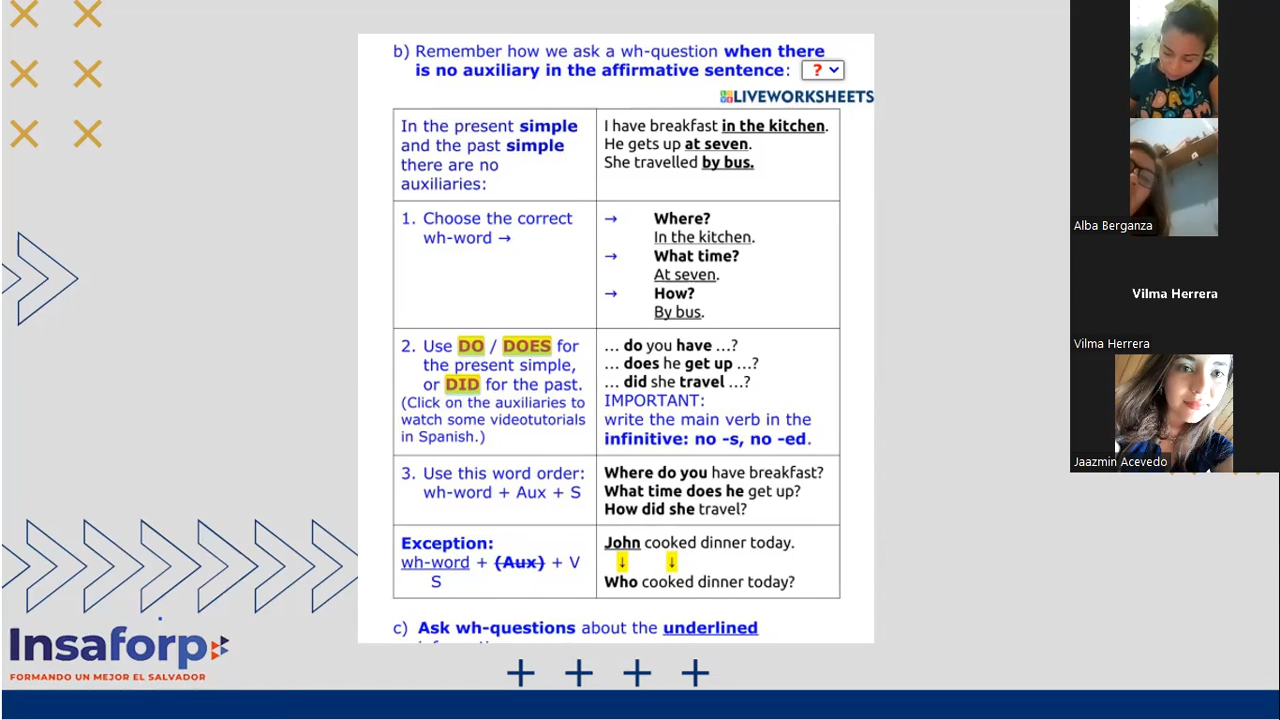 b) Remember how we ask a wh-question when there
is no auxiliary in the affirmative sentence: ?
LIVEWORKSHEETS
In the present simple
and the past simple
there are no
auxiliaries:
I have breakfast in the kitchen.
He gets up at seven.
She travelled by bus.
1. Choose the correct
wh-word →
→ Where?
In the kitchen.
→ What time?
At seven.
→ How?
By bus.
2. Use DO / DOES for
the present simple,
or DID for the past.
(Click on the auxiliaries to
watch some videotutorials
in Spanish.)
... do you have ...?
... does he get up ...?
... did she travel ...?
IMPORTANT:
write the main verb in the
infinitive: no -s, no -ed.
3. Use this word order:
wh-word + Aux + S
Where do you have breakfast?
What time does he get up?
How did she travel?
Exception:
wh-word + (Aux) + V
S
John cooked dinner today.
↓ ↓
Who cooked dinner today?
c) Ask wh-questions about the underlined
Insaforp
FORMANDO UN MEJOR EL SALVADOR
Alba Berganza
Vilma Herrera
Vilma Herrera
Jaazmin Acevedo